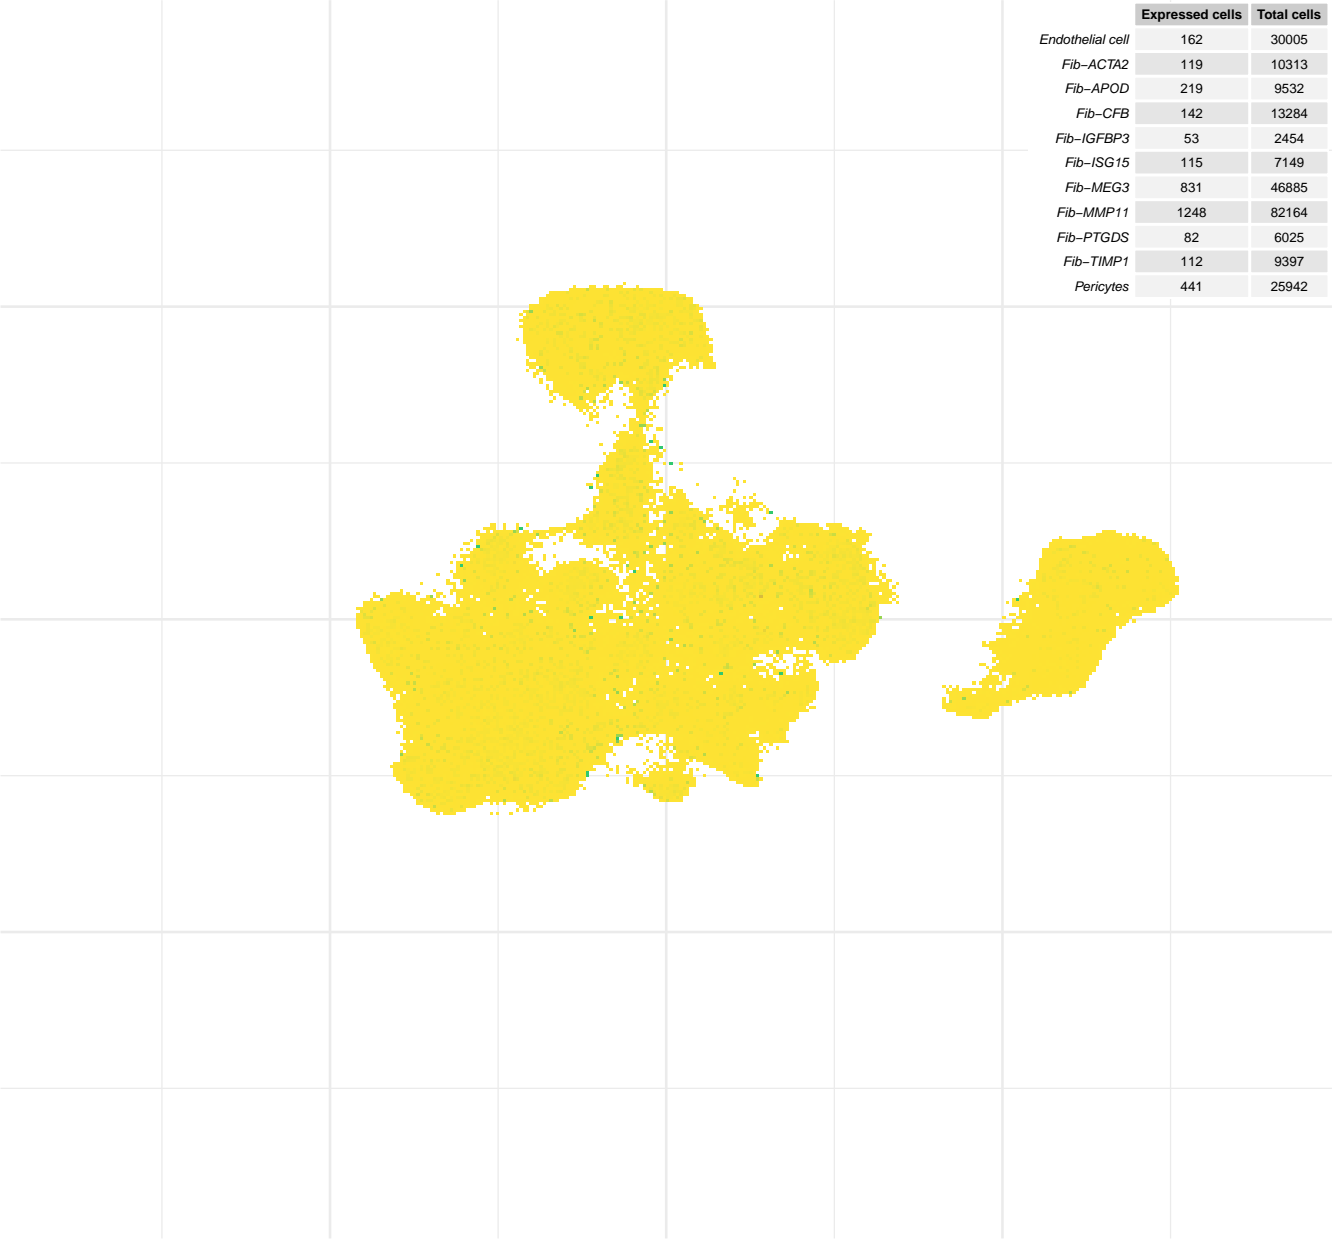 Expressed cells Total cells
Endothelial cell 162 30005
Fib−ACTA2 119 10313
Fib−APOD 219 9532
Fib−CFB 142 13284
Fib−IGFBP3 53 2454
Fib−ISG15 115 7149
Fib−MEG3 831 46885
Fib−MMP11 1248 82164
Fib−PTGDS 82 6025
Fib−TIMP1 112 9397
Pericytes 441 25942